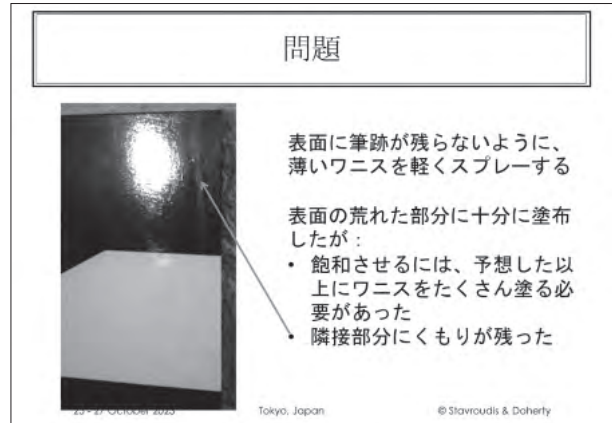 問題
表面に筆跡が残らないように、
薄いワニスを軽くスプレーする
表面の荒れた部分に十分に塗布
したが：
• 飽和させるには、予想した以
上にワニスをたくさん塗る必
要があった
• 隣接部分にくもりが残った
23 - 27 October 2023
Tokyo, Japan
© Stavroudis & Doherty